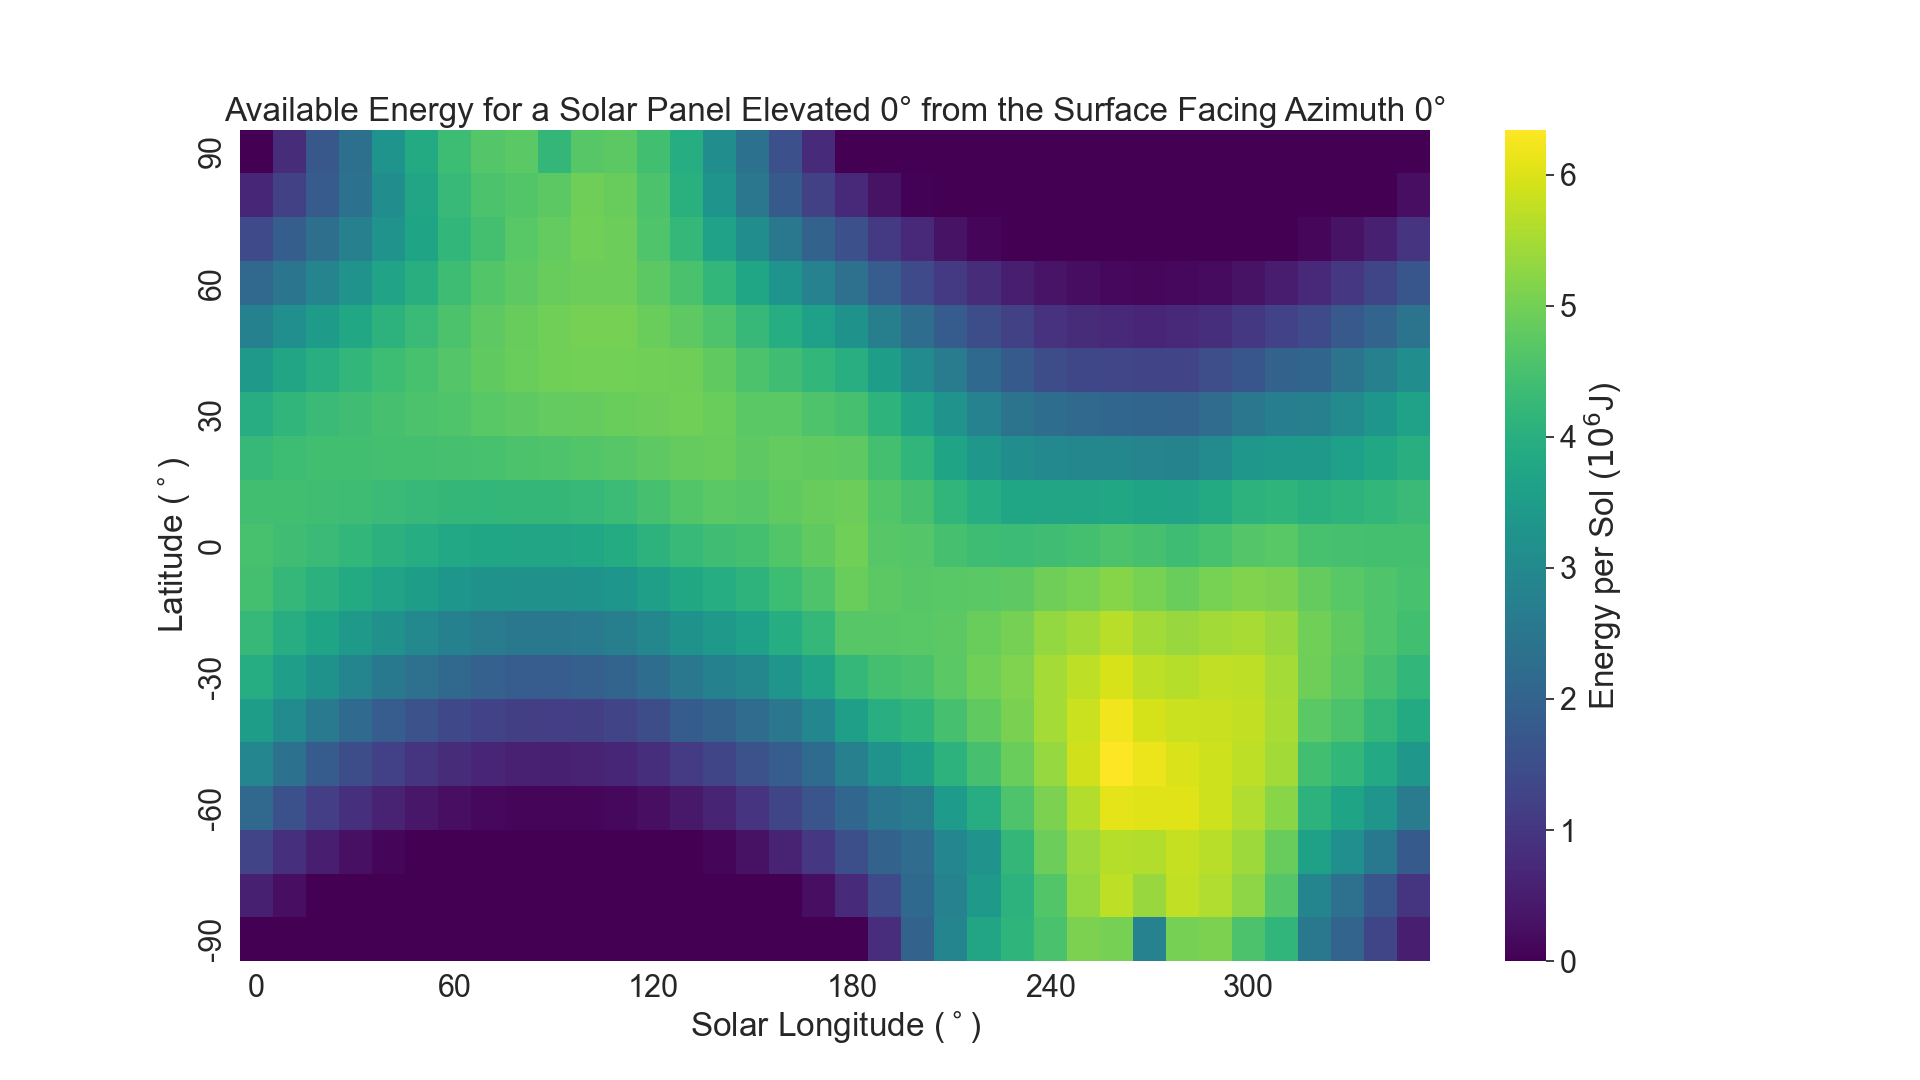 Available Energy for a Solar Panel Elevated 0° from the Surface Facing Azimuth 0°
90
60
30
0
-30
-60
-90
Latitude (°)
0 60 120 180 240 300
Solar Longitude (°)
6
5
4
3
2
1
0
Energy per Sol (10⁶J)